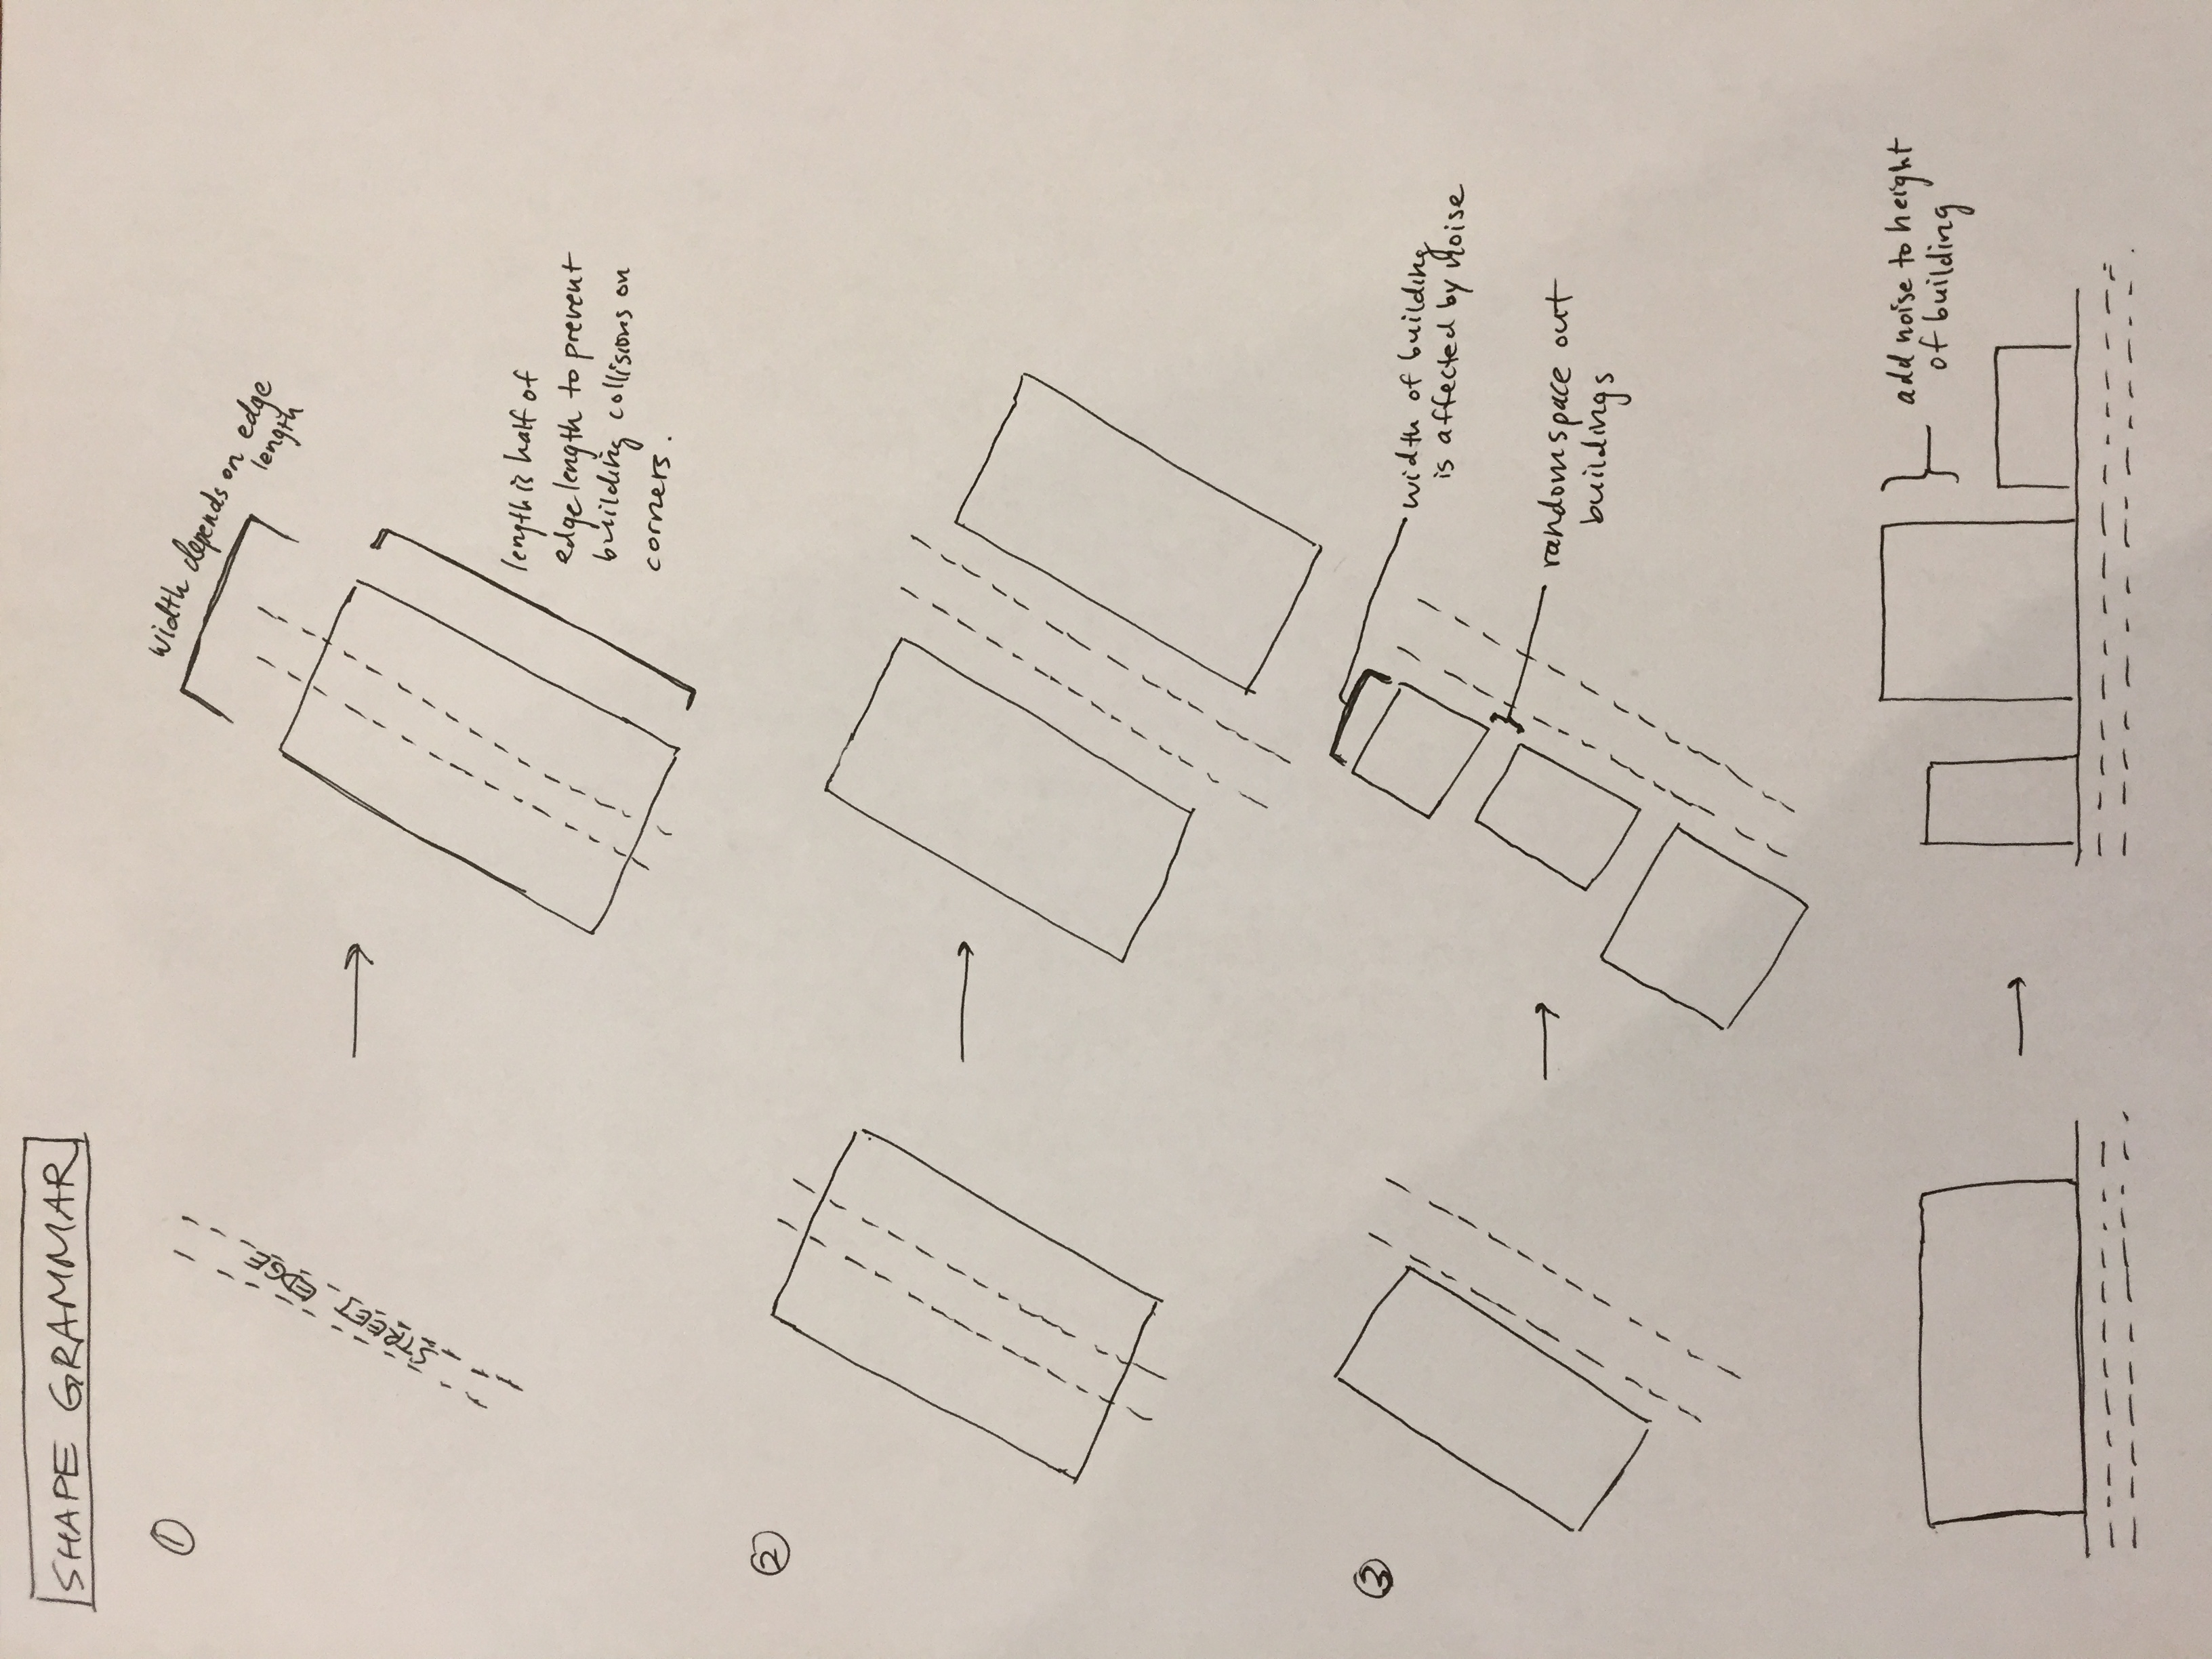 SHAPE GRAMMAR
1
STREET EDGE
width depends on edge
length
length is half of
edge length to prevent
building collisions on
corners.
2
3
width of building
is affected by noise
random space out
buildings
add noise to height
of building